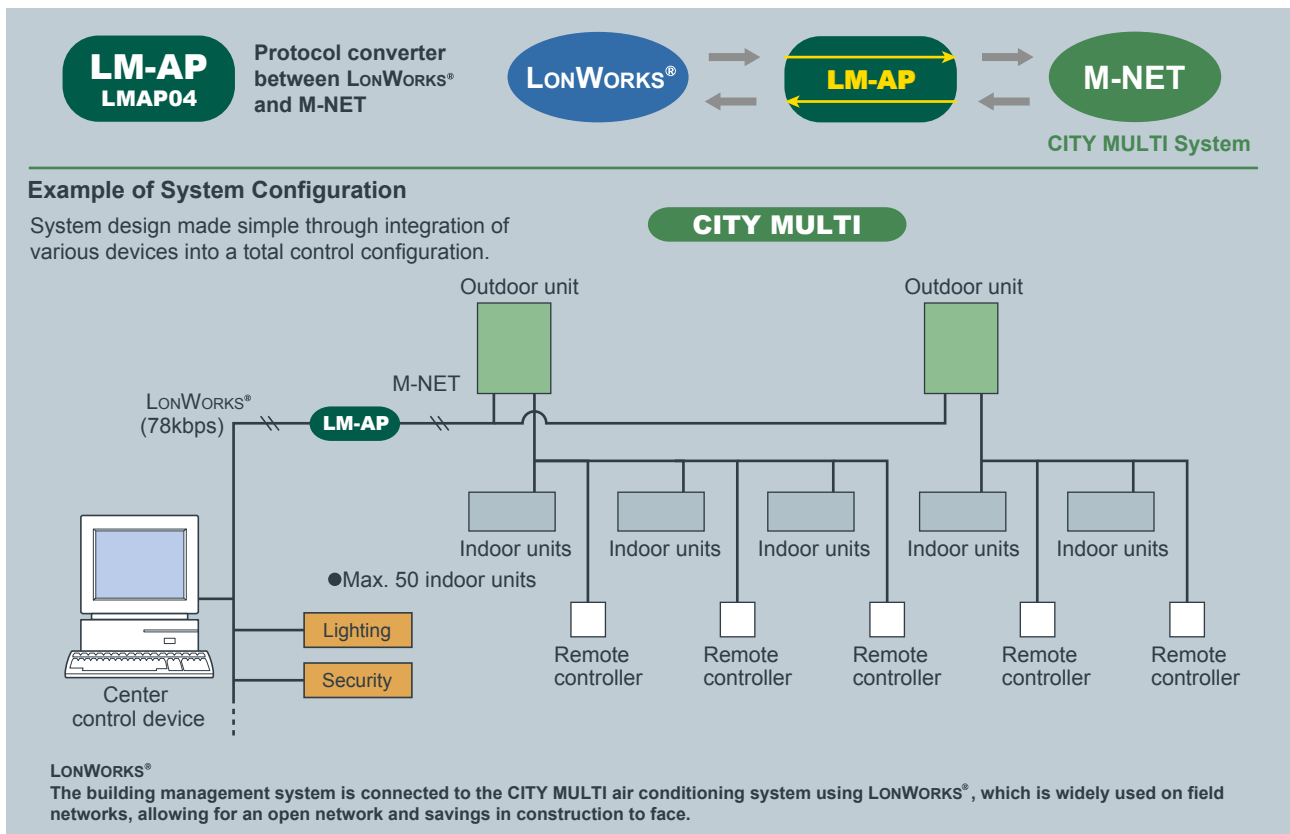 LM-AP
LMAP04
Protocol converter
between LONWORKS®
and M-NET
LONWORKS®
LM-AP
M-NET
CITY MULTI System
Example of System Configuration
System design made simple through integration of
various devices into a total control configuration.
CITY MULTI
Outdoor unit
Outdoor unit
M-NET
LONWORKS®
(78kbps)
LM-AP
Indoor units
Indoor units
Indoor units
Indoor units
Indoor units
●Max. 50 indoor units
Lighting
Security
Center
control device
Remote
controller
Remote
controller
Remote
controller
Remote
controller
Remote
controller
LONWORKS®
The building management system is connected to the CITY MULTI air conditioning system using LONWORKS®, which is widely used on field
networks, allowing for an open network and savings in construction to face.